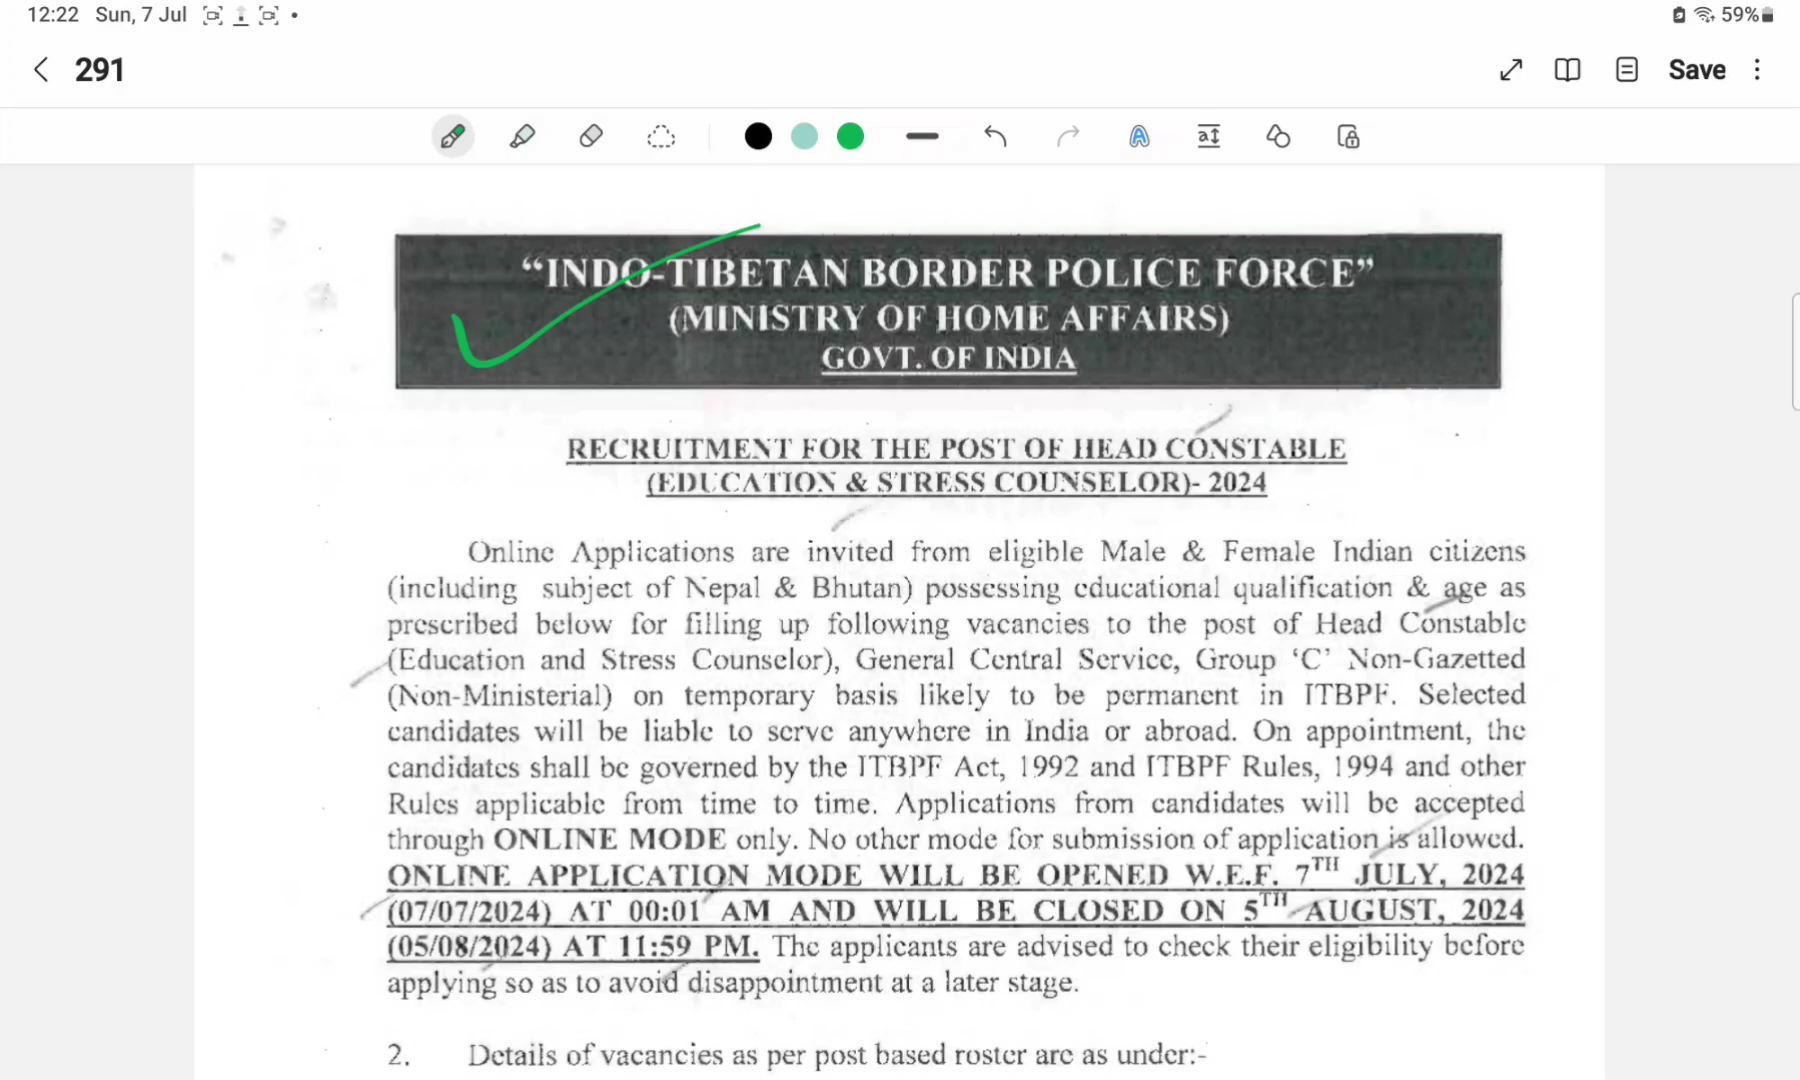 12:22 Sun, 7 Jul 59%
291 Save
"INDO-TIBETAN BORDER POLICE FORCE"
(MINISTRY OF HOME AFFAIRS)
GOVT. OF INDIA
RECRUITMENT FOR THE POST OF HEAD CONSTABLE
(EDUCATION & STRESS COUNSELOR)- 2024
Online Applications are invited from eligible Male & Female Indian citizens
(including subject of Nepal & Bhutan) possessing educational qualification & age as
prescribed below for filling up following vacancies to the post of Head Constable
(Education and Stress Counselor), General Central Service, Group 'C' Non-Gazetted
(Non-Ministerial) on temporary basis likely to be permanent in ITBPF. Selected
candidates will be liable to serve anywhere in India or abroad. On appointment, the
candidates shall be governed by the ITBPF Act, 1992 and ITBPF Rules, 1994 and other
Rules applicable from time to time. Applications from candidates will be accepted
through ONLINE MODE only. No other mode for submission of application is allowed.
ONLINE APPLICATION MODE WILL BE OPENED W.E.F. 7TH JULY, 2024
(07/07/2024) AT 00:01 AM AND WILL BE CLOSED ON 5TH AUGUST, 2024
(05/08/2024) AT 11:59 PM. The applicants are advised to check their eligibility before
applying so as to avoid disappointment at a later stage.
2. Details of vacancies as per post based roster are as under:-